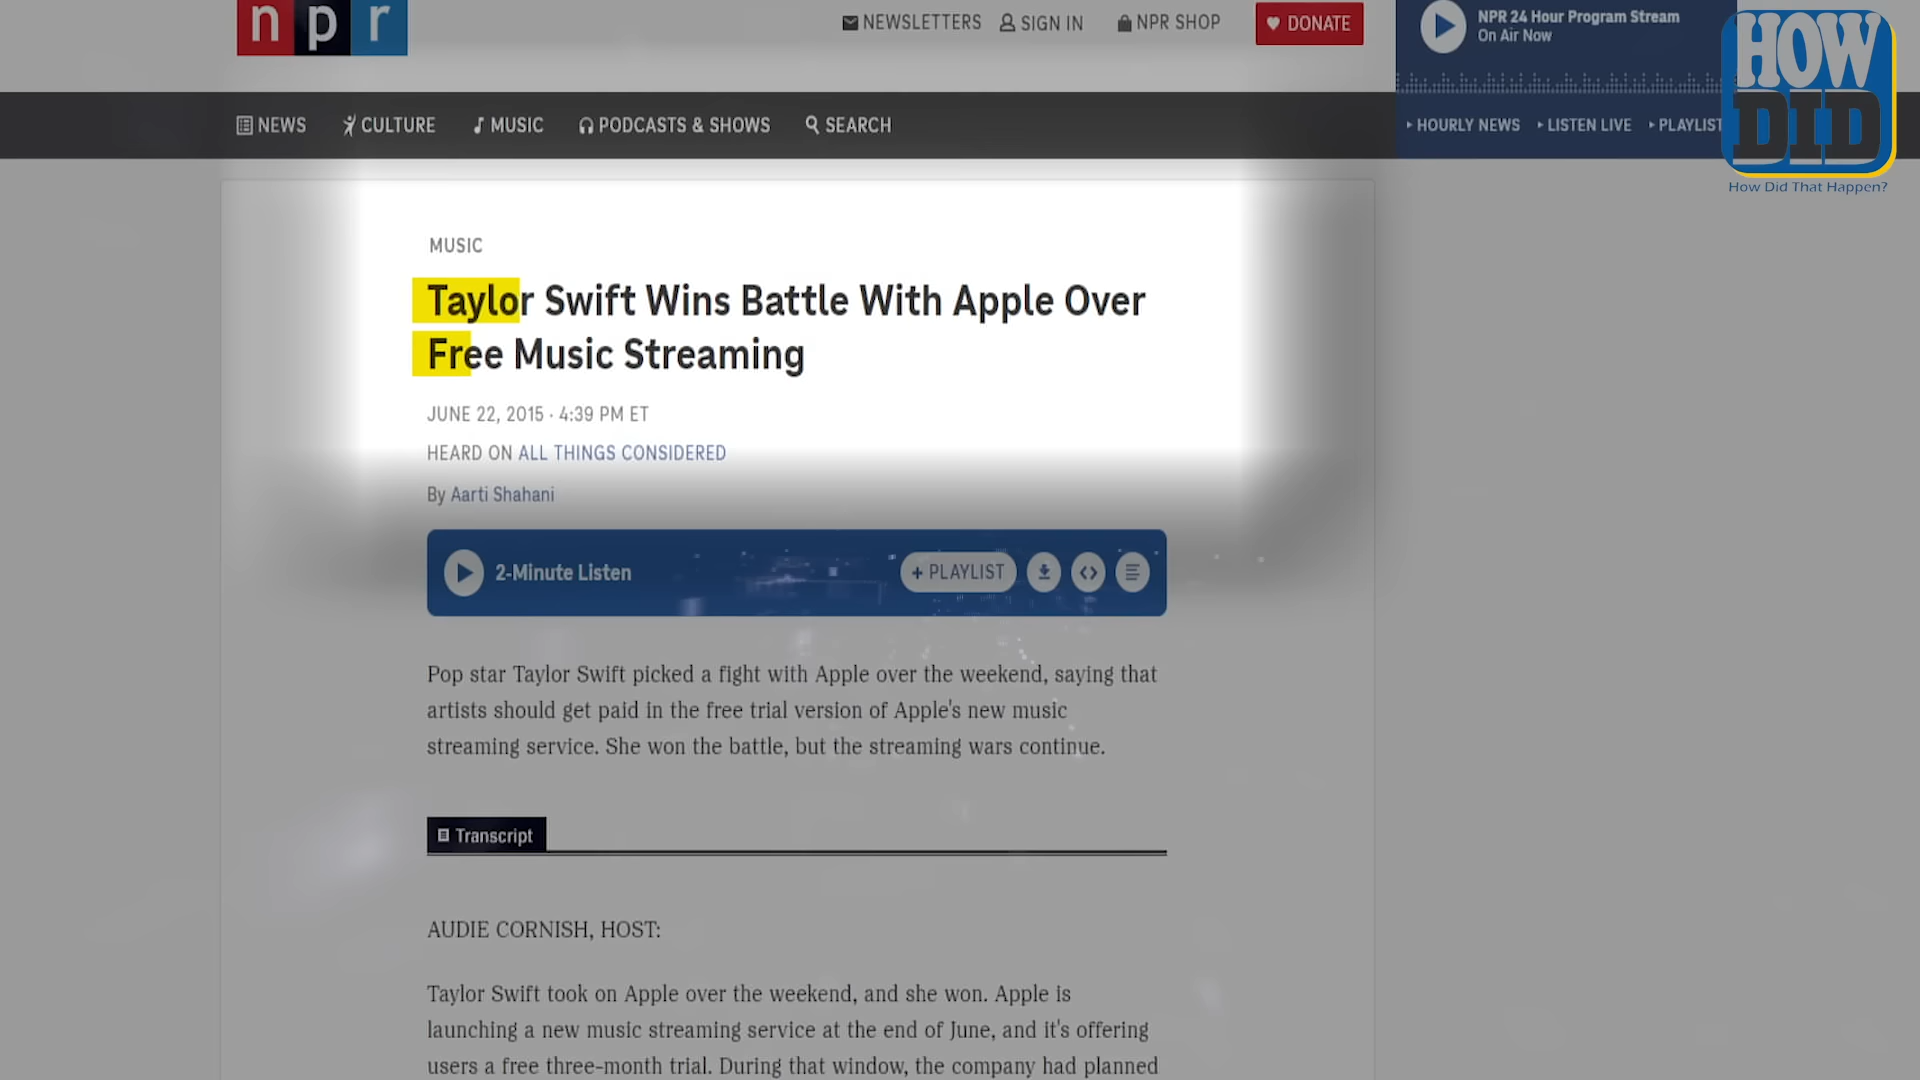 npr
NEWSLETTERS SIGN IN NPR SHOP DONATE
NPR 24 Hour Program Stream
On Air Now
HOW
DID
How Did That Happen?
NEWS CULTURE MUSIC PODCASTS & SHOWS SEARCH
HOURLY NEWS LISTEN LIVE PLAYLIST
MUSIC
Taylor Swift Wins Battle With Apple Over
Free Music Streaming
JUNE 22, 2015 · 4:39 PM ET
HEARD ON ALL THINGS CONSIDERED
By Aarti Shahani
2-Minute Listen
+ PLAYLIST
Pop star Taylor Swift picked a fight with Apple over the weekend, saying that
artists should get paid in the free trial version of Apple's new music
streaming service. She won the battle, but the streaming wars continue.
Transcript
AUDIE CORNISH, HOST:
Taylor Swift took on Apple over the weekend, and she won. Apple is
launching a new music streaming service at the end of June, and it's offering
users a free three-month trial. During that window, the company had planned